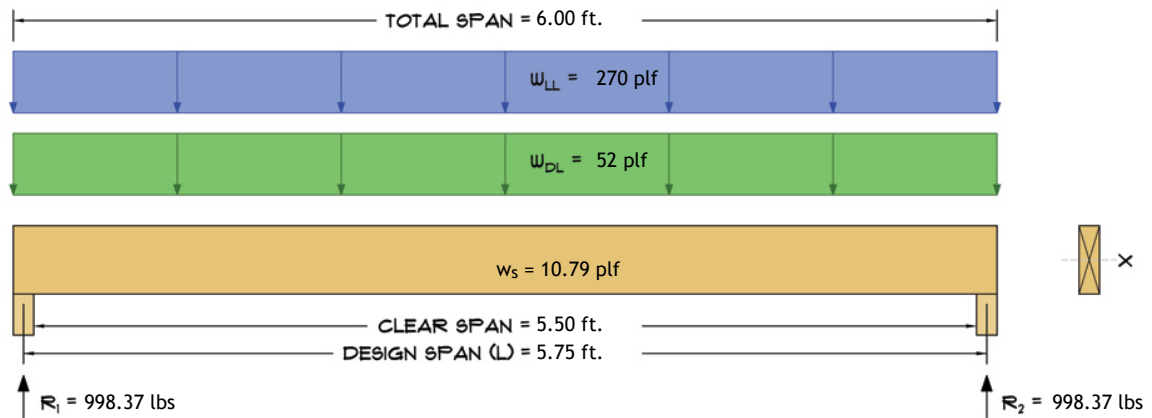 TOTAL SPAN = 6.00 ft.
WLL = 270 plf
WDL = 52 plf
ws = 10.79 plf
X
CLEAR SPAN = 5.50 ft.
DESIGN SPAN (L) = 5.75 ft.
R1 = 998.37 lbs
R2 = 998.37 lbs